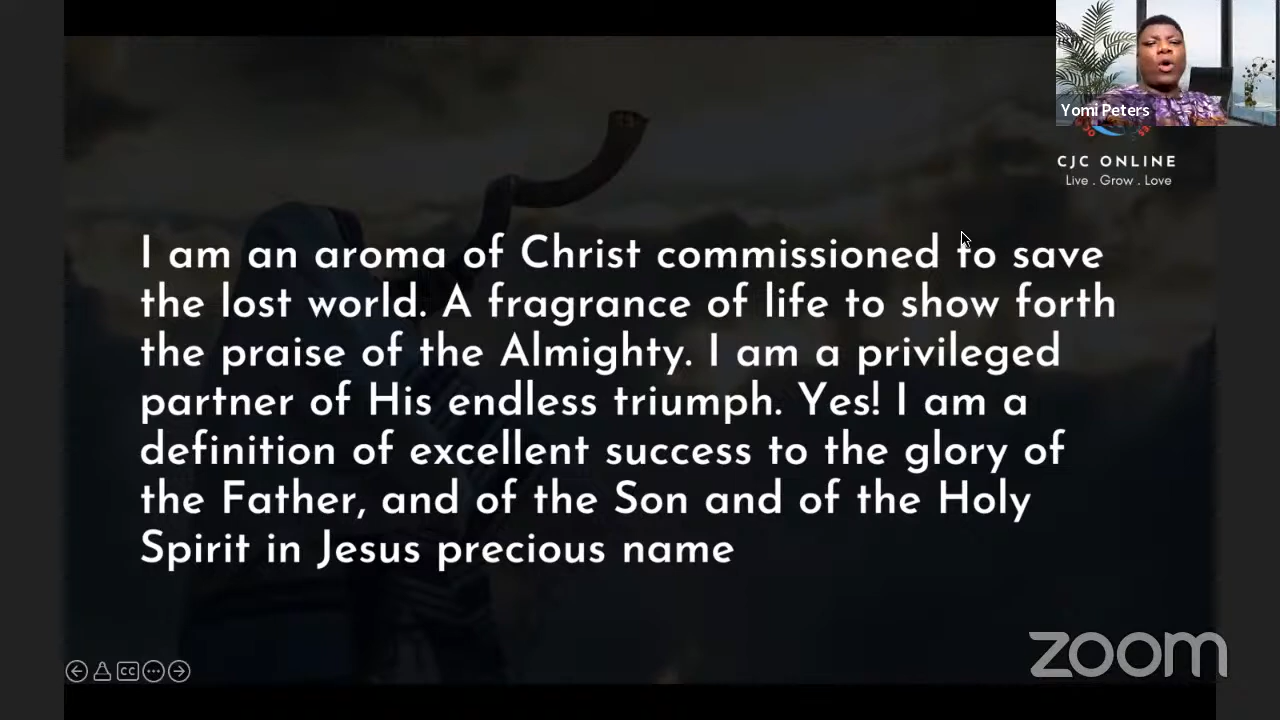 Yomi Peters
CJC ONLINE
Live . Grow . Love
I am an aroma of Christ commissioned to save
the lost world. A fragrance of life to show forth
the praise of the Almighty. I am a privileged
partner of His endless triumph. Yes! I am a
definition of excellent success to the glory of
the Father, and of the Son and of the Holy
Spirit in Jesus precious name
CC
zoom